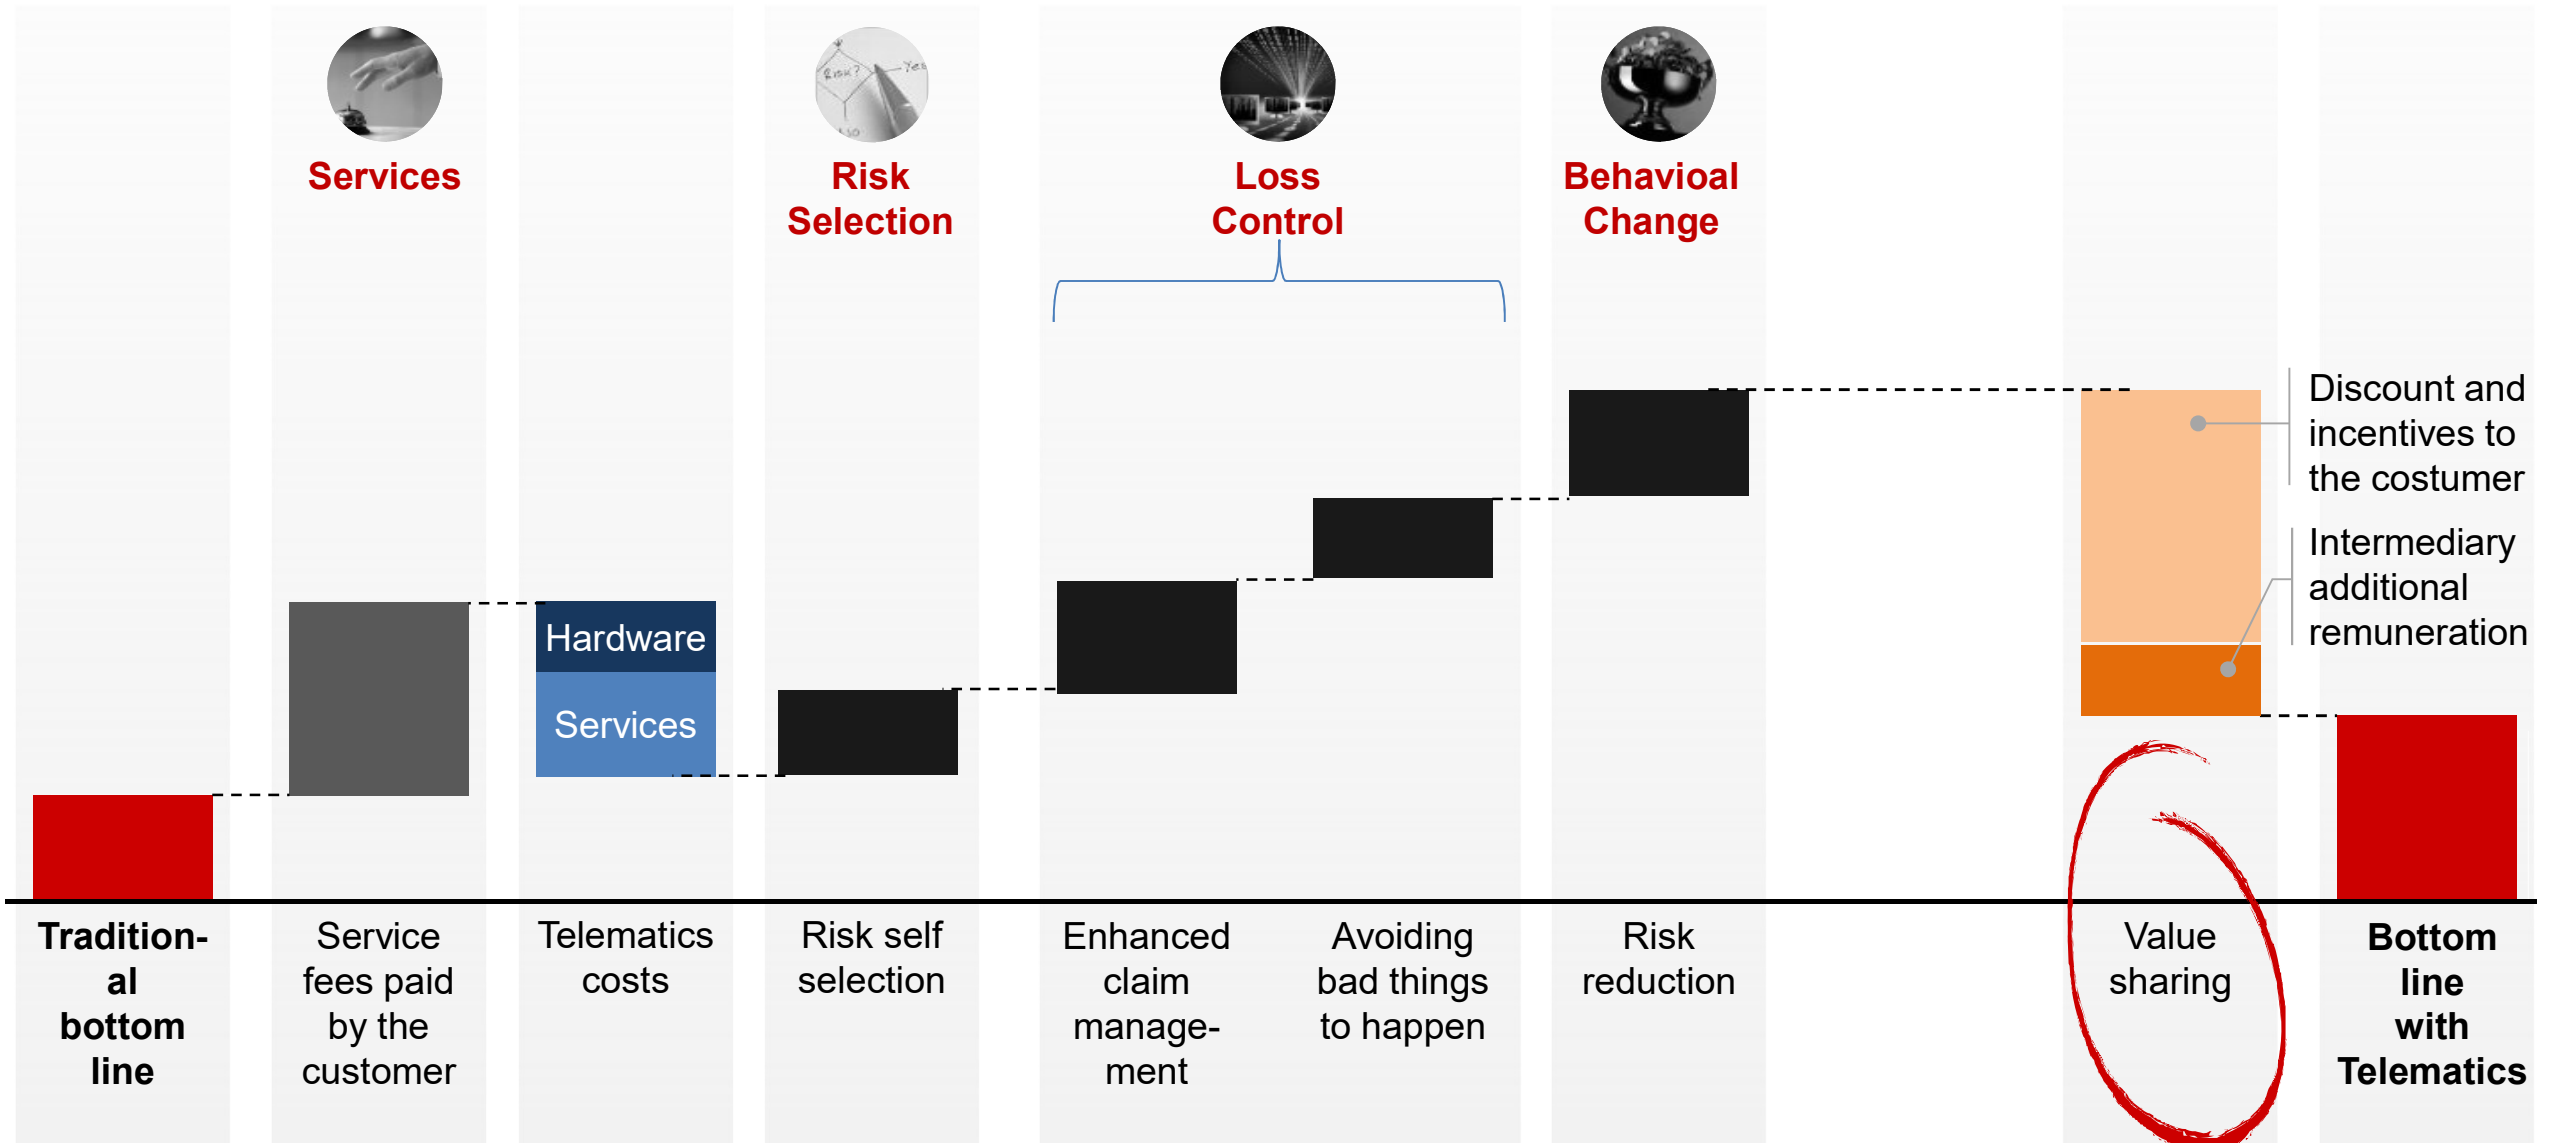 Services
Risk
Selection
Loss
Control
Behavioal
Change
Risk?
Yes
Discount and
incentives to
the costumer
Intermediary
additional
remuneration
Hardware
Services
Tradition-
al
bottom
line
Service
fees paid
by the
customer
Telematics
costs
Risk self
selection
Enhanced
claim
manage-
ment
Avoiding
bad things
to happen
Risk
reduction
Value
sharing
Bottom
line
with
Telematics